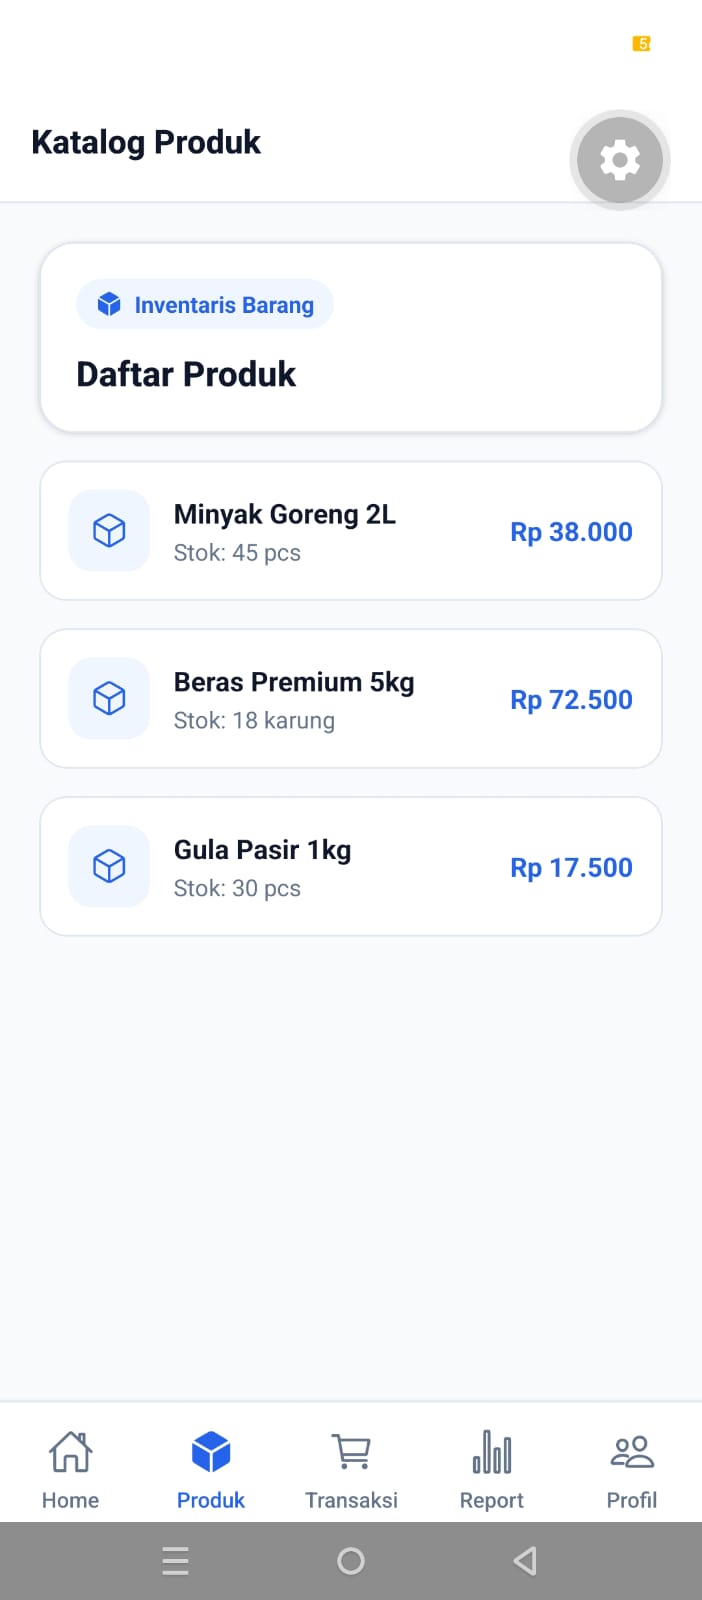 Katalog Produk
Inventaris Barang
Daftar Produk
Minyak Goreng 2L
Stok: 45 pcs
Rp 38.000
Beras Premium 5kg
Stok: 18 karung
Rp 72.500
Gula Pasir 1kg
Stok: 30 pcs
Rp 17.500
Home
Produk
Transaksi
Report
Profil